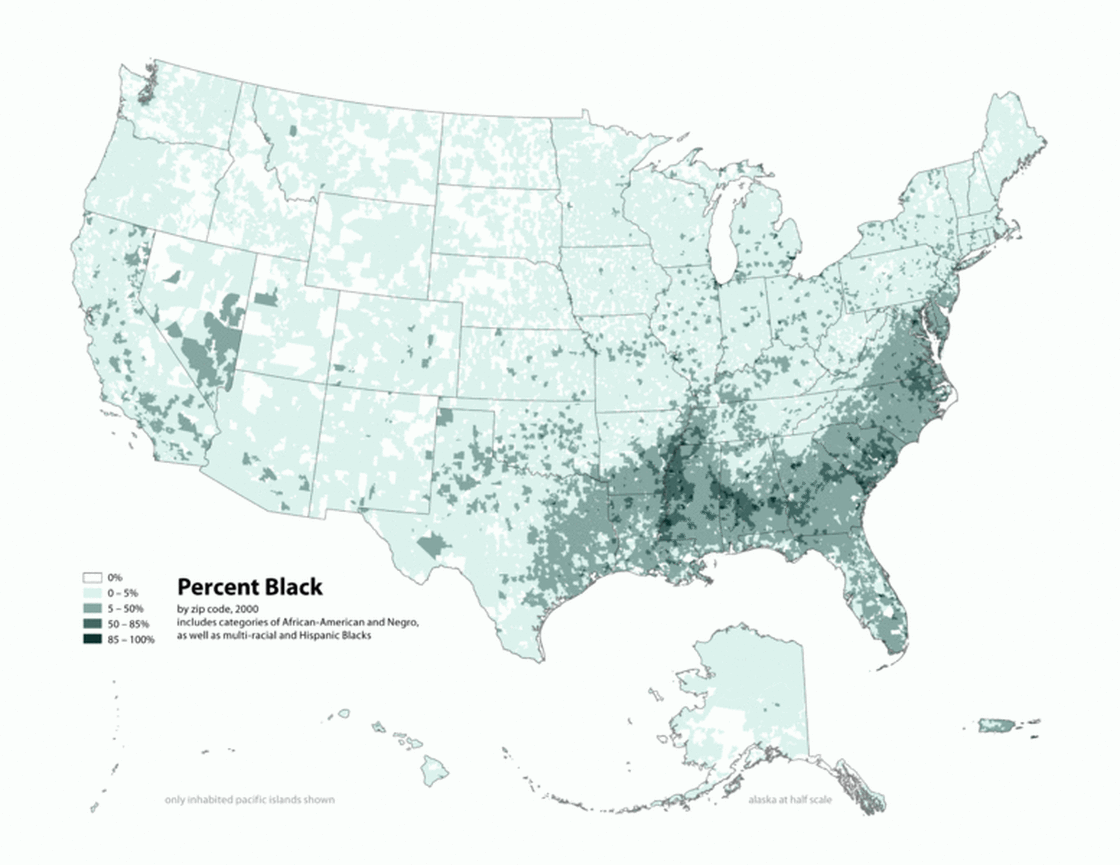 0%
0 – 5%
5 – 50%
50 – 85%
85 – 100%
Percent Black
by zip code, 2000
includes categories of African-American and Negro,
as well as multi-racial and Hispanic Blacks
only inhabited pacific islands shown
alaska at half scale